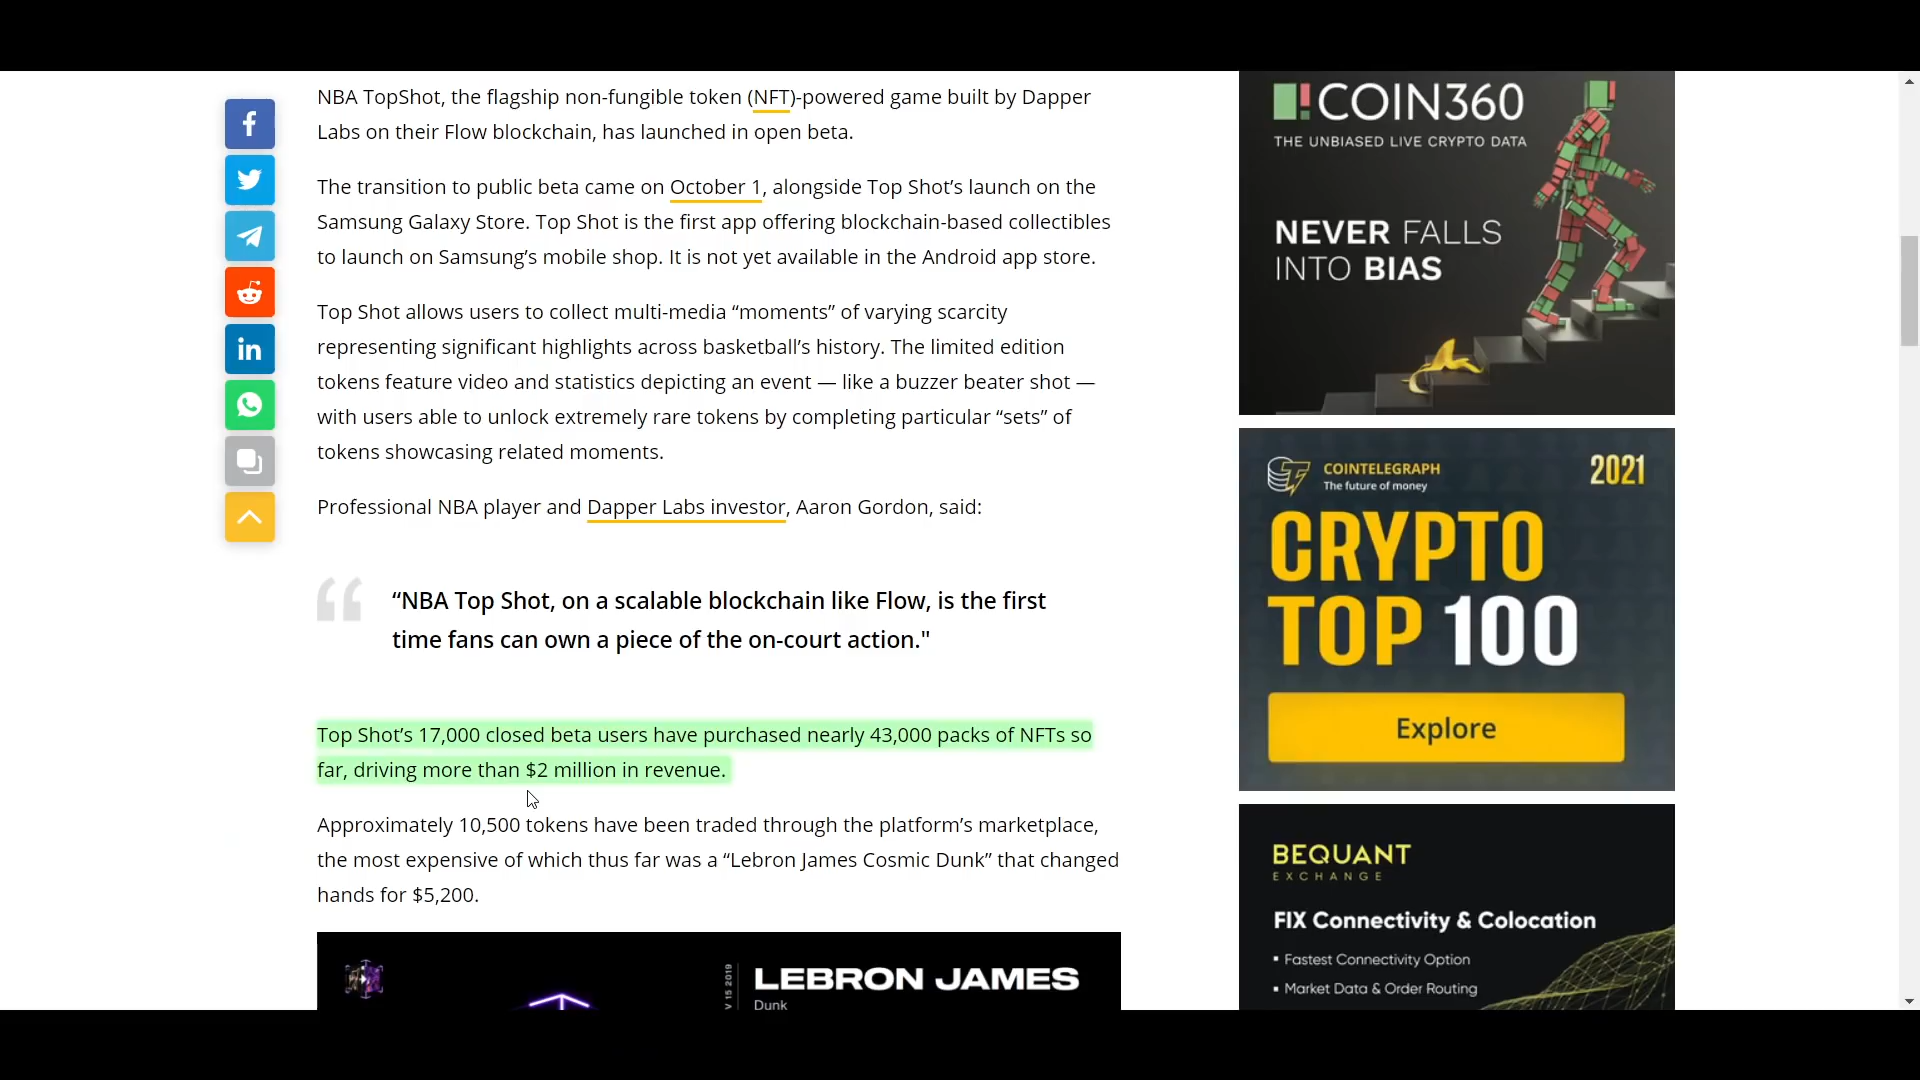 NBA TopShot, the flagship non-fungible token (NFT)-powered game built by Dapper
Labs on their Flow blockchain, has launched in open beta.
The transition to public beta came on October 1, alongside Top Shot’s launch on the
Samsung Galaxy Store. Top Shot is the first app offering blockchain-based collectibles
to launch on Samsung’s mobile shop. It is not yet available in the Android app store.
Top Shot allows users to collect multi-media “moments” of varying scarcity
representing significant highlights across basketball’s history. The limited edition
tokens feature video and statistics depicting an event — like a buzzer beater shot —
with users able to unlock extremely rare tokens by completing particular “sets” of
tokens showcasing related moments.
Professional NBA player and Dapper Labs investor, Aaron Gordon, said:
“NBA Top Shot, on a scalable blockchain like Flow, is the first
time fans can own a piece of the on-court action."
Top Shot’s 17,000 closed beta users have purchased nearly 43,000 packs of NFTs so
far, driving more than $2 million in revenue.
Approximately 10,500 tokens have been traded through the platform’s marketplace,
the most expensive of which thus far was a “Lebron James Cosmic Dunk” that changed
hands for $5,200.
V 15 2019
LEBRON JAMES
Dunk
COIN360
THE UNBIASED LIVE CRYPTO DATA
NEVER FALLS
INTO BIAS
COINTELEGRAPH
The future of money
2021
CRYPTO
TOP 100
Explore
BEQUANT
EXCHANGE
FIX Connectivity & Colocation
▪ Fastest Connectivity Option
▪ Market Data & Order Routing